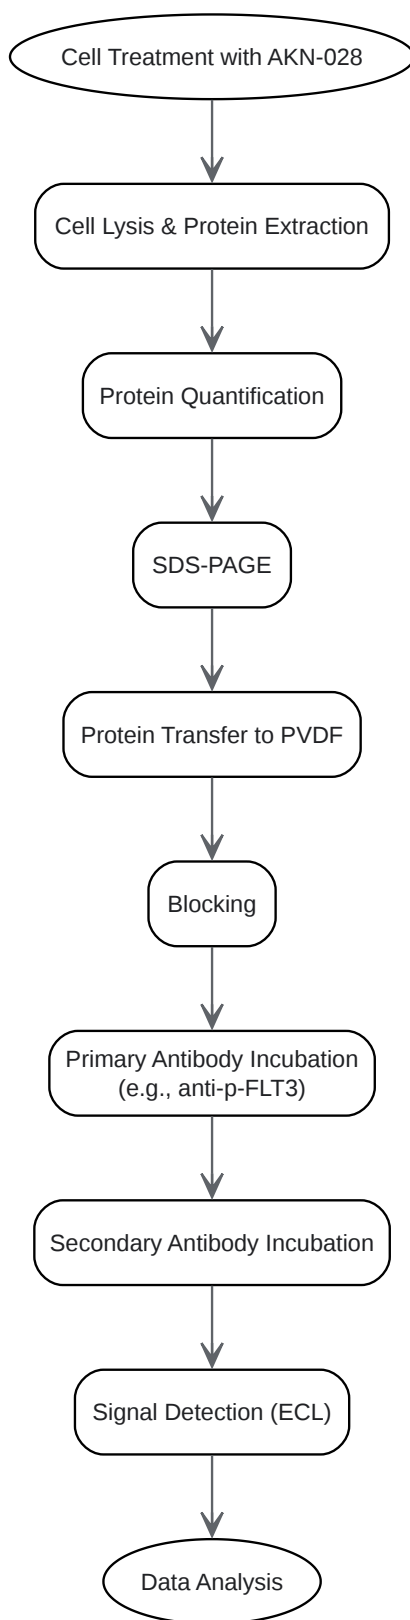 Cell Treatment with AKN-028
Cell Lysis & Protein Extraction
Protein Quantification
SDS-PAGE
Protein Transfer to PVDF
Blocking
Primary Antibody Incubation
(e.g., anti-p-FLT3)
Secondary Antibody Incubation
Signal Detection (ECL)
Data Analysis